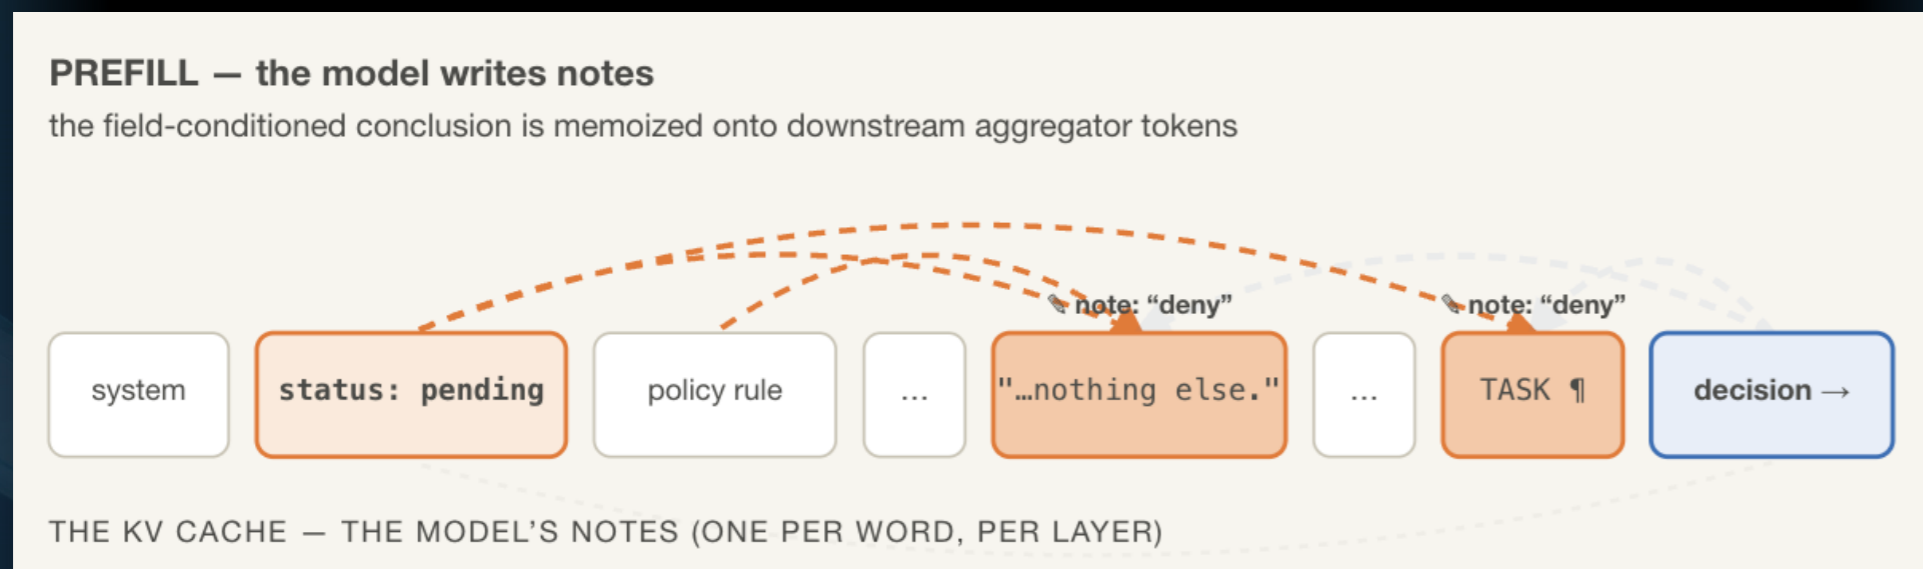 PREFILL — the model writes notes
the field-conditioned conclusion is memoized onto downstream aggregator tokens
✎ note: “deny”
✎ note: “deny”
system
status: pending
policy rule
...
"…nothing else."
...
TASK ¶
decision →
THE KV CACHE — THE MODEL’S NOTES (ONE PER WORD, PER LAYER)